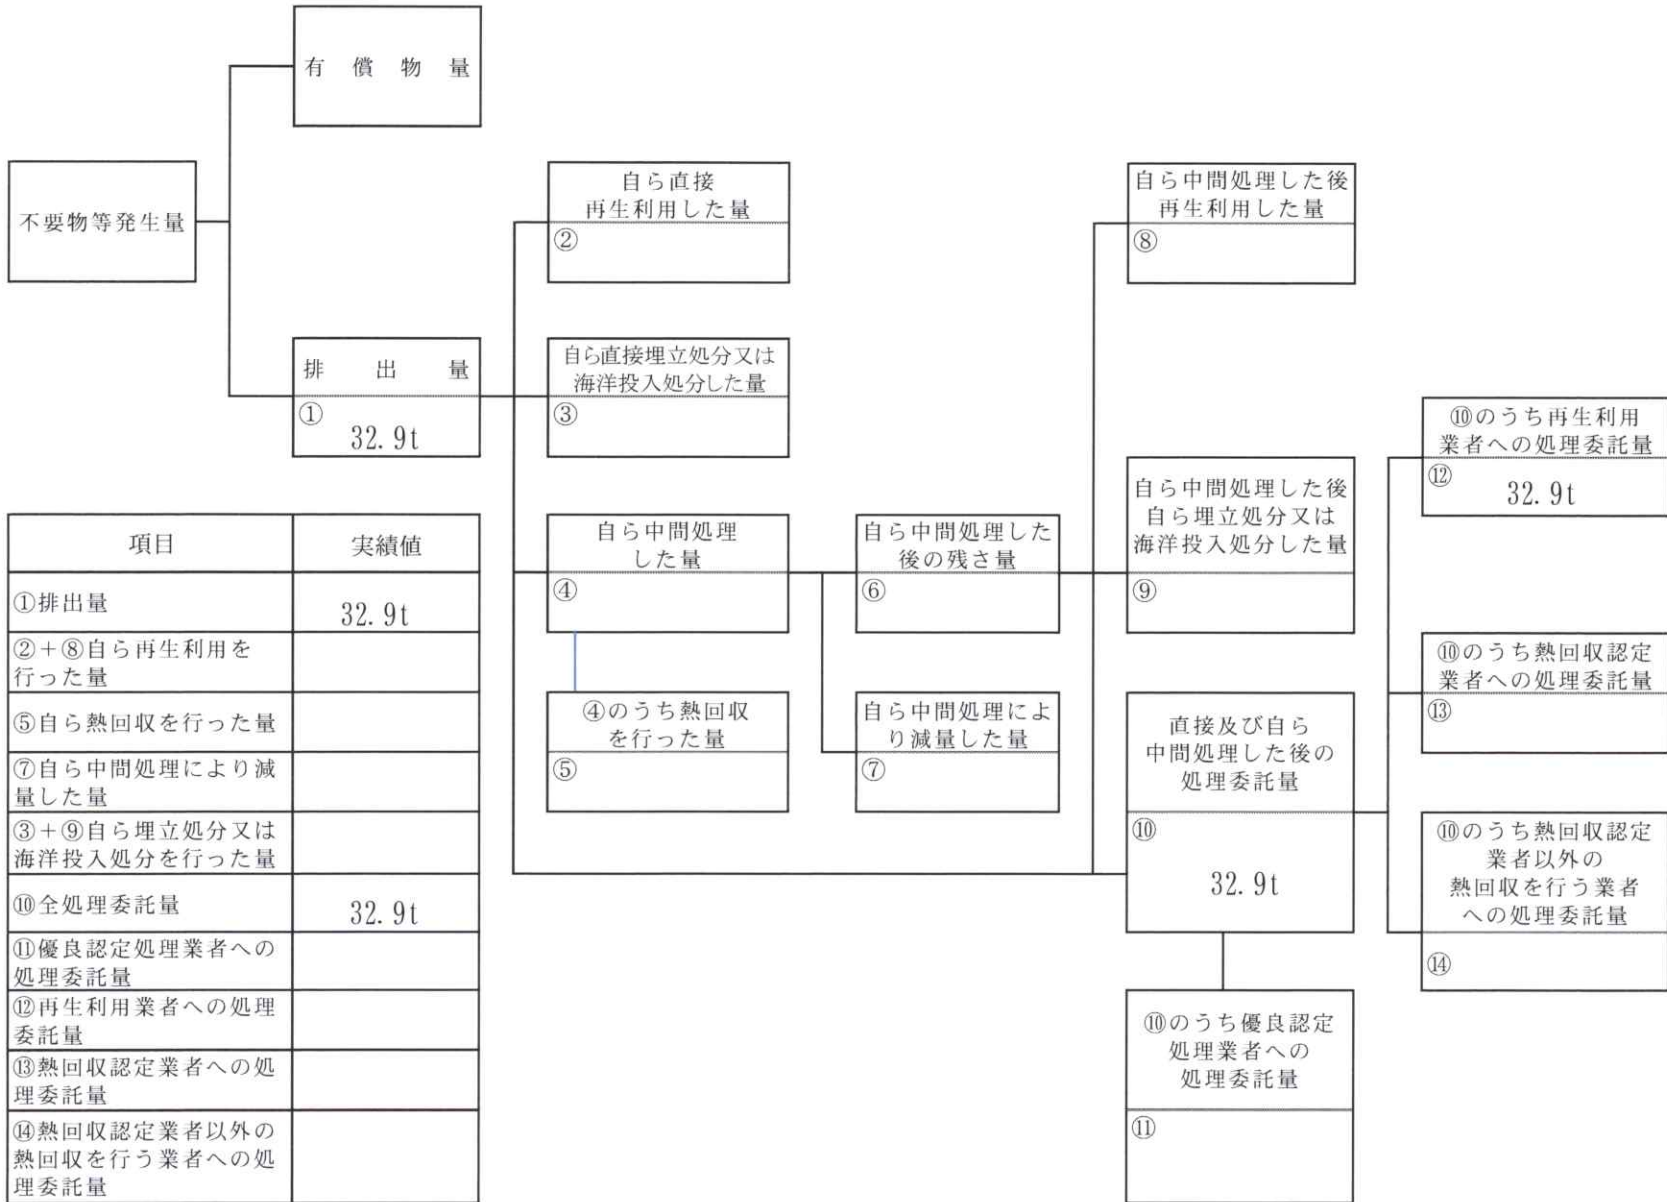 有償物量
不要物等発生量
排出量
①
32.9t
自ら直接
再生利用した量
②
自ら直接埋立処分又は
海洋投入処分した量
③
自ら中間処理
した量
④
④のうち熱回収
を行った量
⑤
自ら中間処理した
後の残さ量
⑥
自ら中間処理によ
り減量した量
⑦
自ら中間処理した後
再生利用した量
⑧
自ら中間処理した後
自ら埋立処分又は
海洋投入処分した量
⑨
直接及び自ら
中間処理した後の
処理委託量
⑩
32.9t
⑩のうち優良認定
処理業者への
処理委託量
⑪
⑩のうち再生利用
業者への処理委託量
⑫
32.9t
⑩のうち熱回収認定
業者への処理委託量
⑬
⑩のうち熱回収認定
業者以外の
熱回収を行う業者
への処理委託量
⑭
項目 実績値
①排出量 32.9t
②+⑧自ら再生利用を
行った量
⑤自ら熱回収を行った量
⑦自ら中間処理により減
量した量
③+⑨自ら埋立処分又は
海洋投入処分を行った量
⑩全処理委託量 32.9t
⑪優良認定処理業者への
処理委託量
⑫再生利用業者への処理
委託量
⑬熱回収認定業者への処
理委託量
⑭熱回収認定業者以外の
熱回収を行う業者への処
理委託量